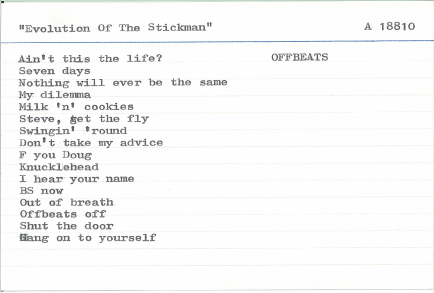 "Evolution Of The Stickman" A 18810
Ain't this the life? OFFBEATS
Seven days
Nothing will ever be the same
My dilemma
Milk 'n' cookies
Steve, get the fly
Swingin' 'round
Don't take my advice
F you Doug
Knucklehead
I hear your name
BS now
Out of breath
Offbeats off
Shut the door
Hang on to yourself